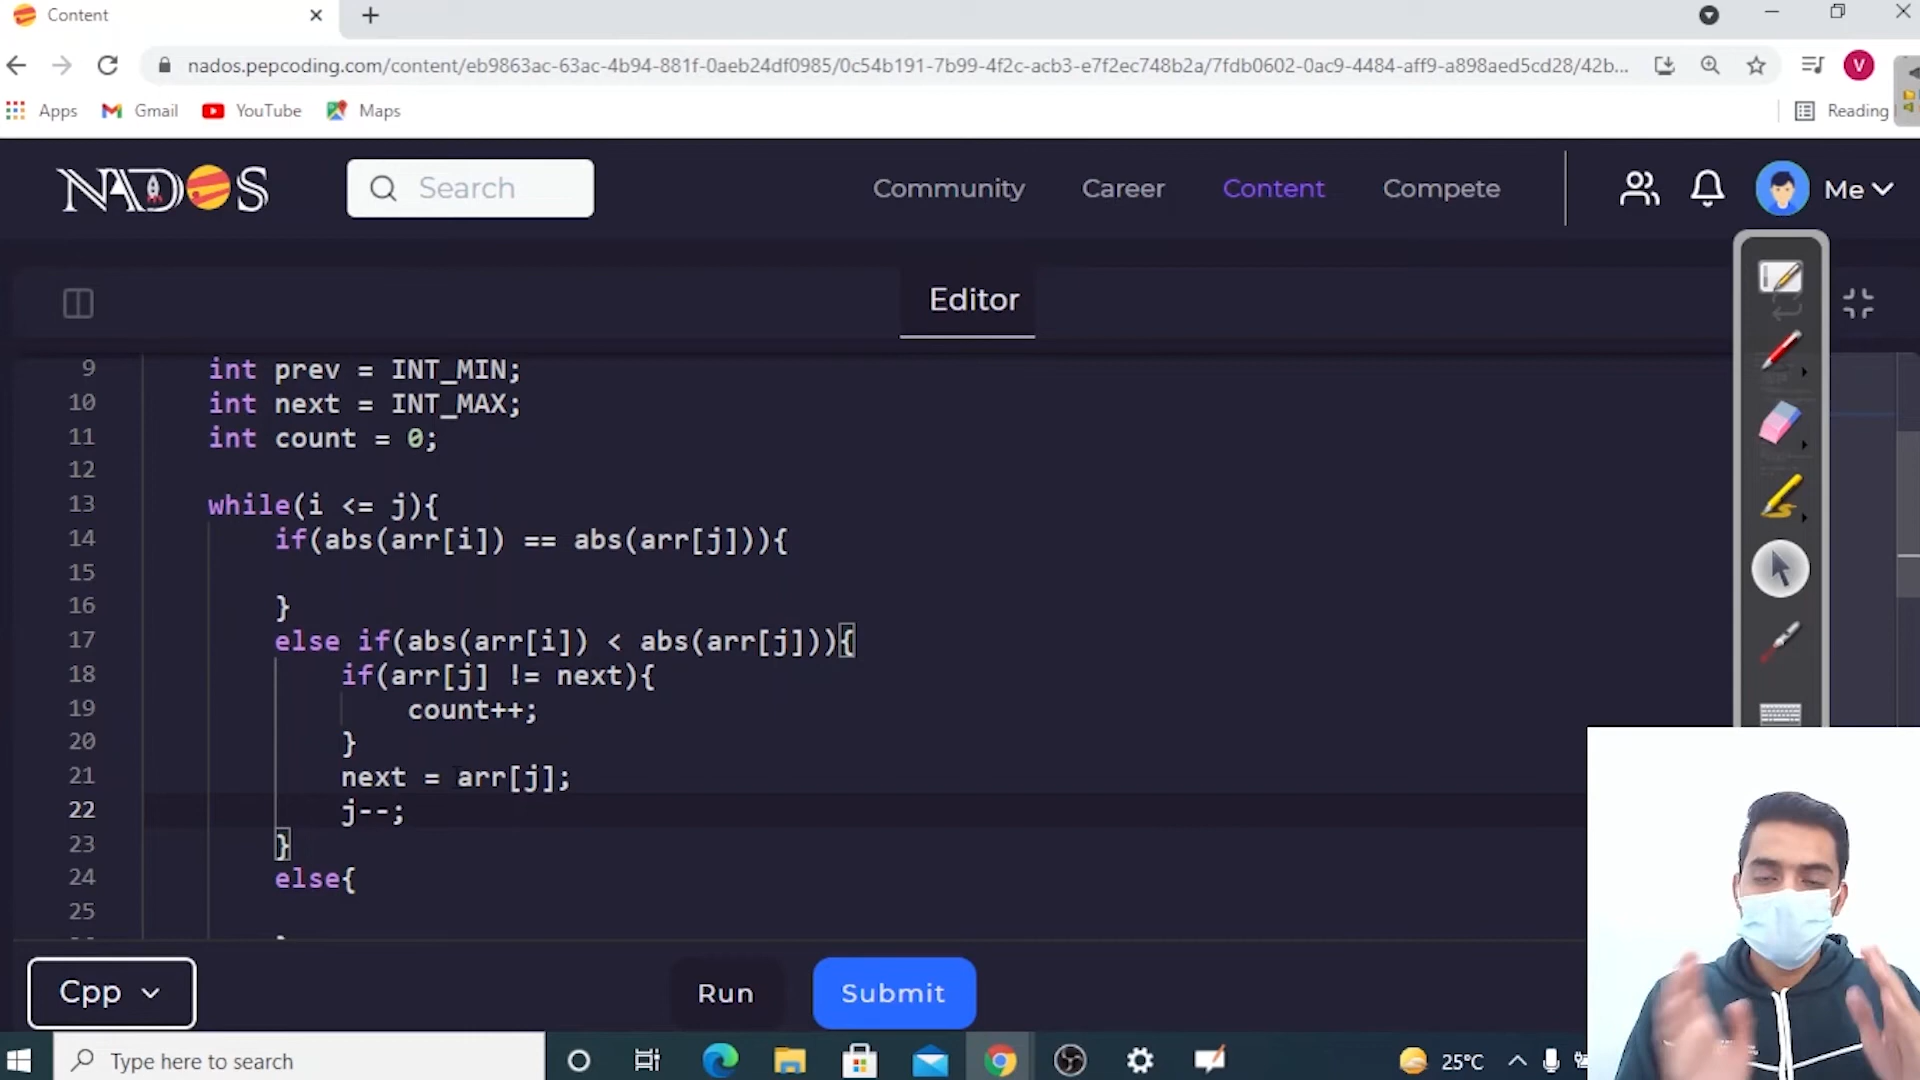 Content
nados.pepcoding.com/content/eb9863ac-63ac-4b94-881f-0aeb24df0985/0c54b191-7b99-4f2c-acb3-e7f2ec748b2a/7fdb0602-0ac9-4484-aff9-a898aed5cd28/42b...
V
Apps Gmail YouTube Maps Reading
NADOS Search Community Career Content Compete Me
Editor
9 int prev = INT_MIN;
10 int next = INT_MAX;
11 int count = 0;
12
13 while(i <= j){
14 if(abs(arr[i]) == abs(arr[j])){
15
16 }
17 else if(abs(arr[i]) < abs(arr[j])){
18 if(arr[j] != next){
19 count++;
20 }
21 next = arr[j];
22 j--;
23 }
24 else{
25
Cpp Run Submit
Type here to search 25°C